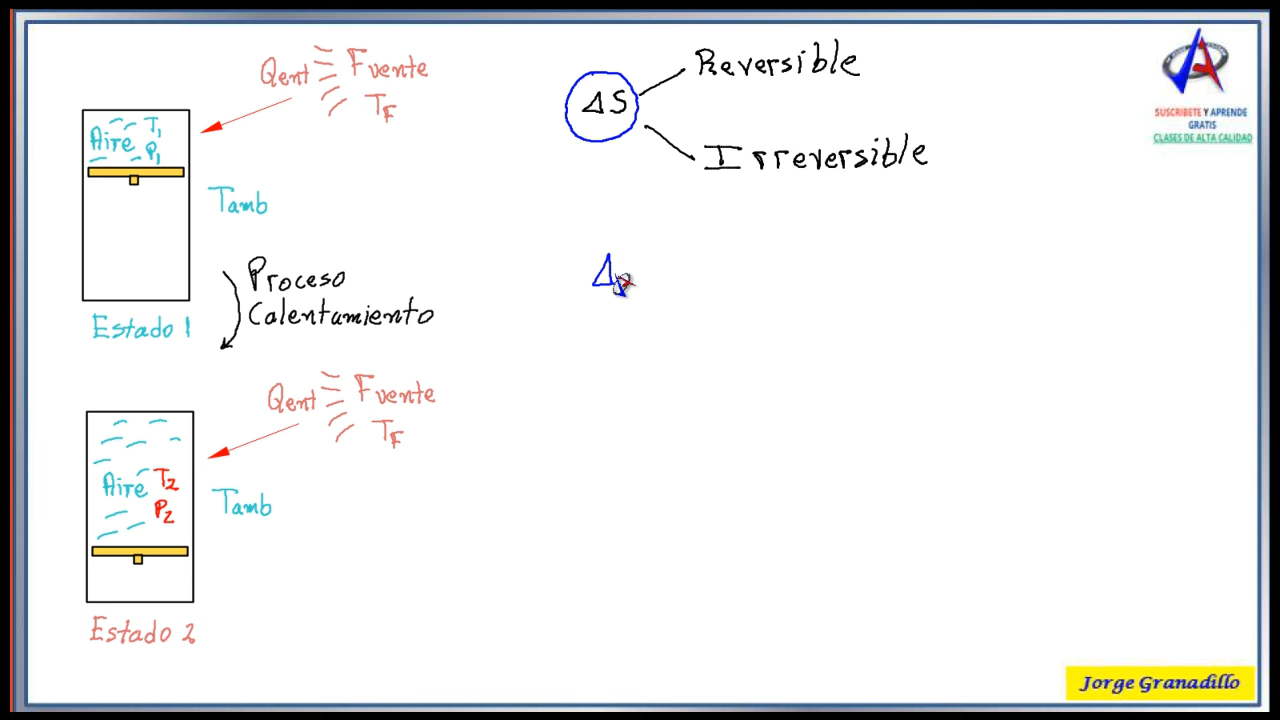 Qent Fuente
TF
Aire T1
P1
Tamb
Estado 1
Proceso
Calentamiento
Qent Fuente
TF
Aire T2
P2
Tamb
Estado 2
ΔS
Reversible
Irreversible
Δ
SUSCRIBETE Y APRENDE
GRATIS
CLASES DE ALTA CALIDAD
Jorge Granadillo